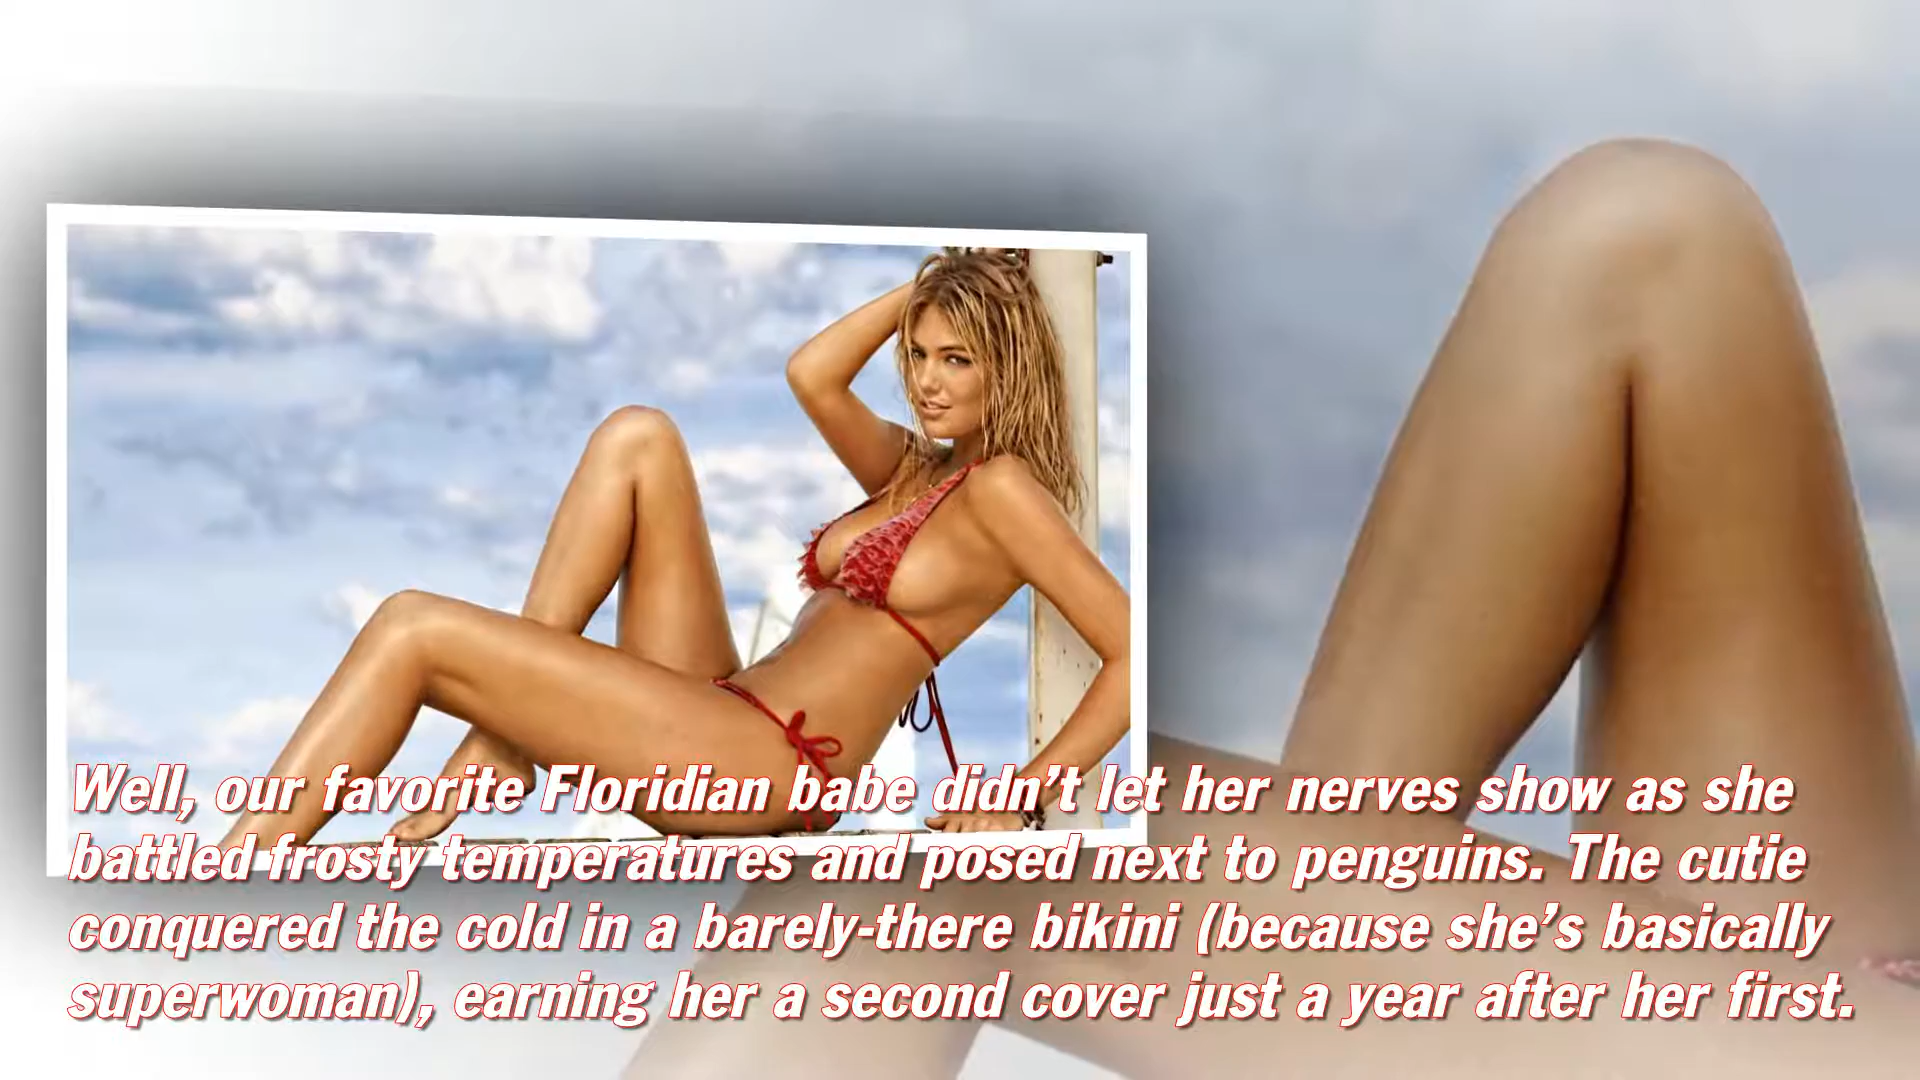 Well, our favorite Floridian babe didn’t let her nerves show as she
battled frosty temperatures and posed next to penguins. The cutie
conquered the cold in a barely-there bikini (because she’s basically
superwoman), earning her a second cover just a year after her first.